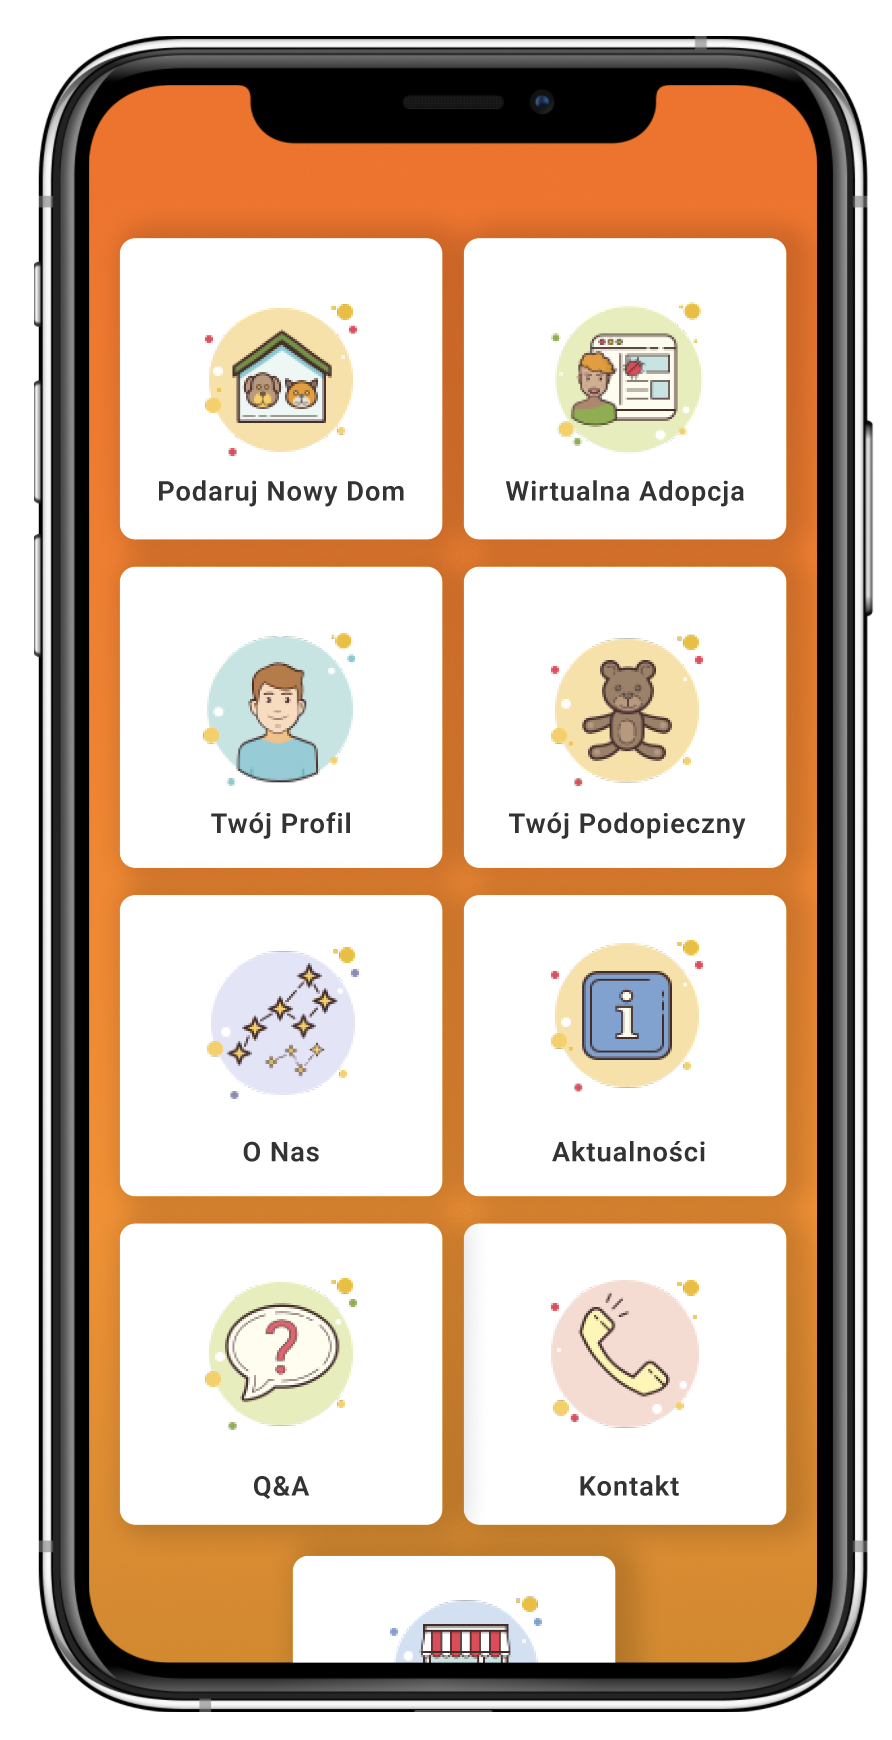 Podaruj Nowy Dom
Wirtualna Adopcja
Twój Profil
Twój Podopieczny
O Nas
Aktualności
Q&A
Kontakt